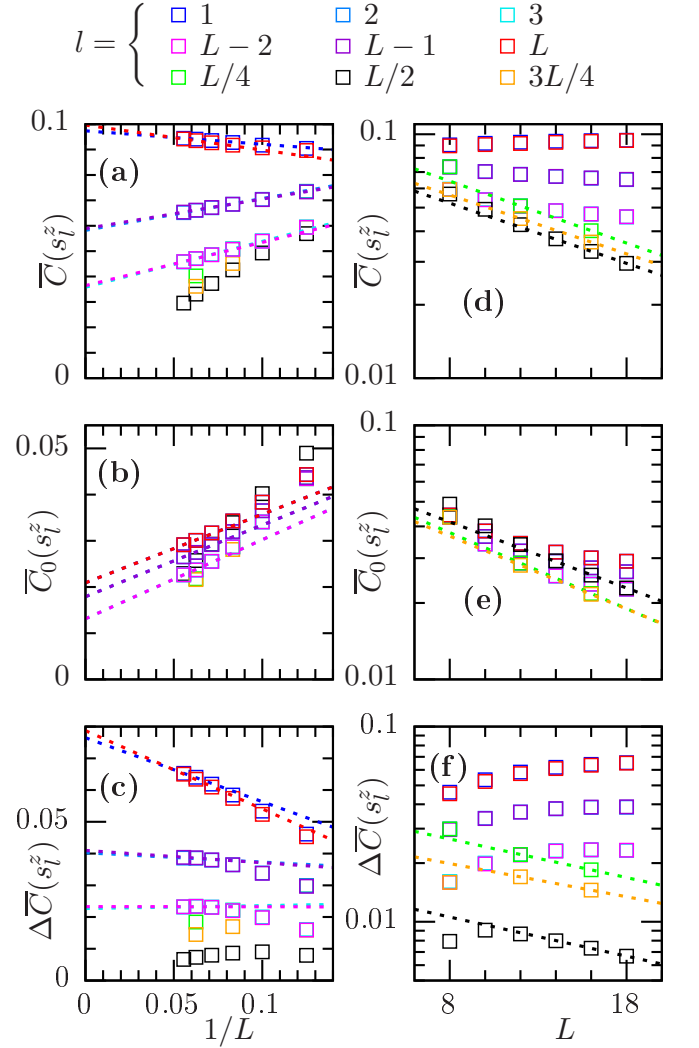 l = { 1 2 3
L − 2 L − 1 L
L/4 L/2 3L/4
0.1 (a) 0 C̅(s_l^z)
0.1 (d) 0.01 C̅(s_l^z)
0.05 (b) 0 C̅₀(s_l^z)
0.1 (e) 0.01 C̅₀(s_l^z)
(c) 0.05 0 ΔC̅(s_l^z)
0.1 (f) 0.01 ΔC̅(s_l^z)
0 0.05 0.1 8 18
1/L L